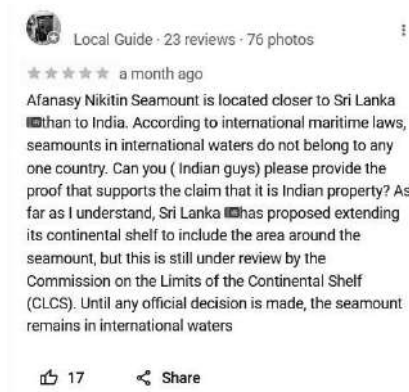 Local Guide · 23 reviews · 76 photos
a month ago
Afanasy Nikitin Seamount is located closer to Sri Lanka
than to India. According to international maritime laws,
seamounts in international waters do not belong to any
one country. Can you ( Indian guys) please provide the
proof that supports the claim that it is Indian property? As
far as I understand, Sri Lanka has proposed extending
its continental shelf to include the area around the
seamount, but this is still under review by the
Commission on the Limits of the Continental Shelf
(CLCS). Until any official decision is made, the seamount
remains in international waters
17 Share